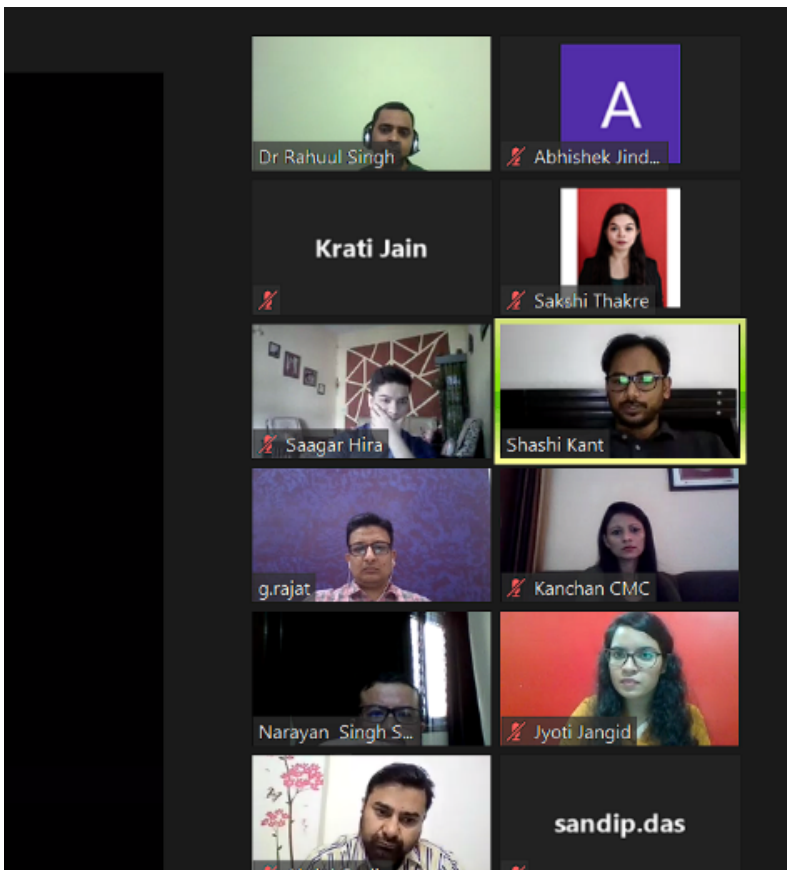 Dr Rahuul Singh
A
Abhishek Jind...
Krati Jain
Sakshi Thakre
Saagar Hira
Shashi Kant
g.rajat
Kanchan CMC
Narayan Singh S...
Jyoti Jangid
sandip.das